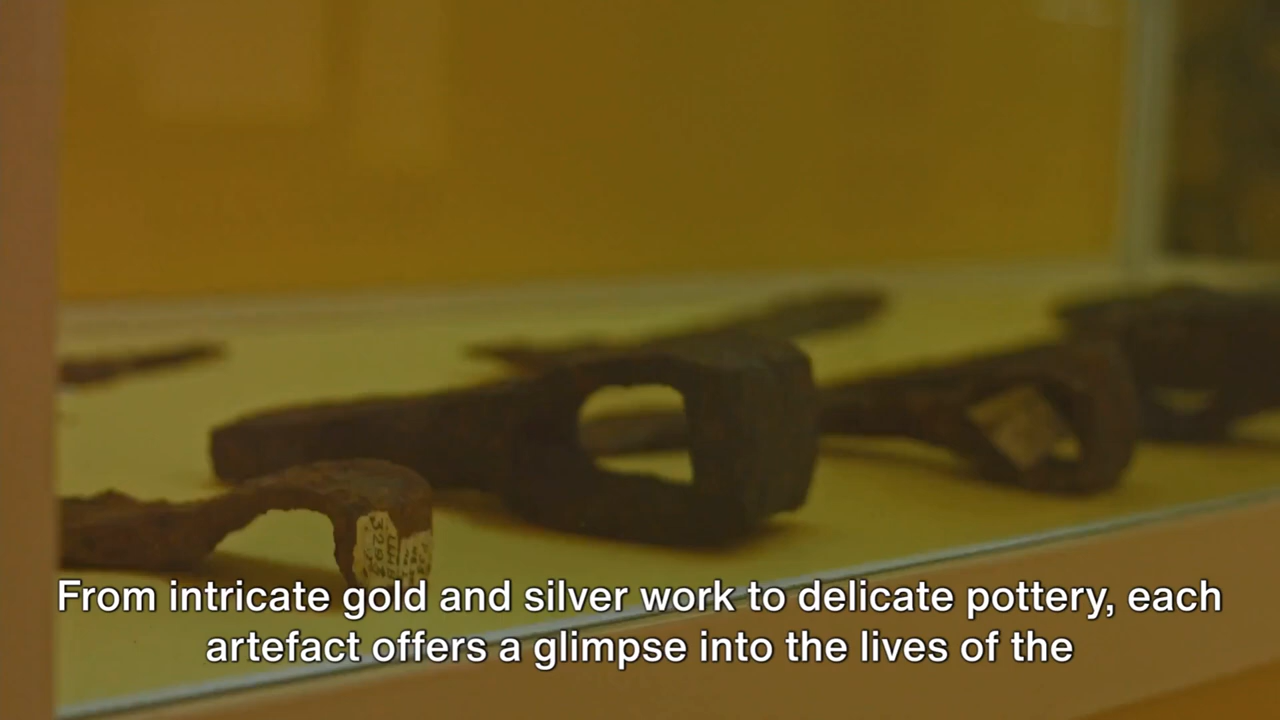 From intricate gold and silver work to delicate pottery, each
artefact offers a glimpse into the lives of the